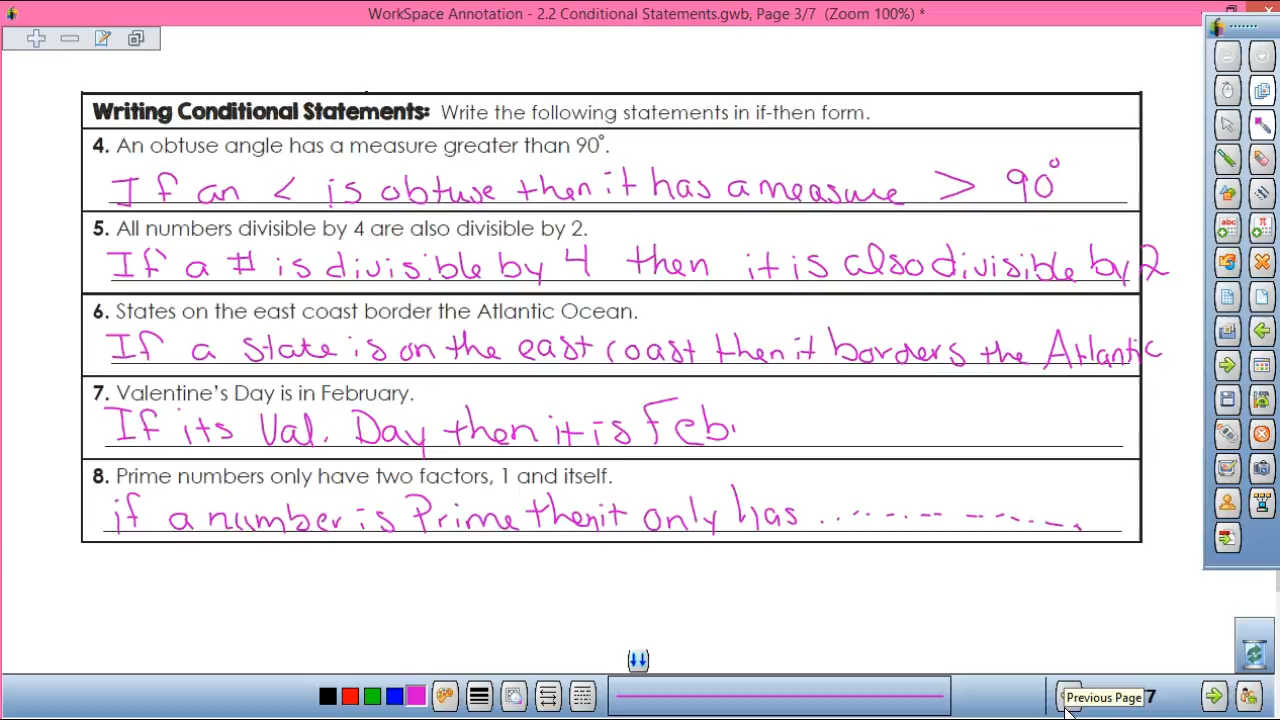 WorkSpace Annotation - 2.2 Conditional Statements.gwb, Page 3/7 (Zoom 100%) *
Writing Conditional Statements: Write the following statements in if-then form.
4. An obtuse angle has a measure greater than 90°.
If an < is obtuse then it has a measure > 90°
5. All numbers divisible by 4 are also divisible by 2.
If a # is divisible by 4 then it is also divisible by 2
6. States on the east coast border the Atlantic Ocean.
If a state is on the east coast then it borders the Atlantic
7. Valentine's Day is in February.
If its Val. Day then it is Feb.
8. Prime numbers only have two factors, 1 and itself.
if a number is Prime then it only has ..............
abc
π
Previous Page
7